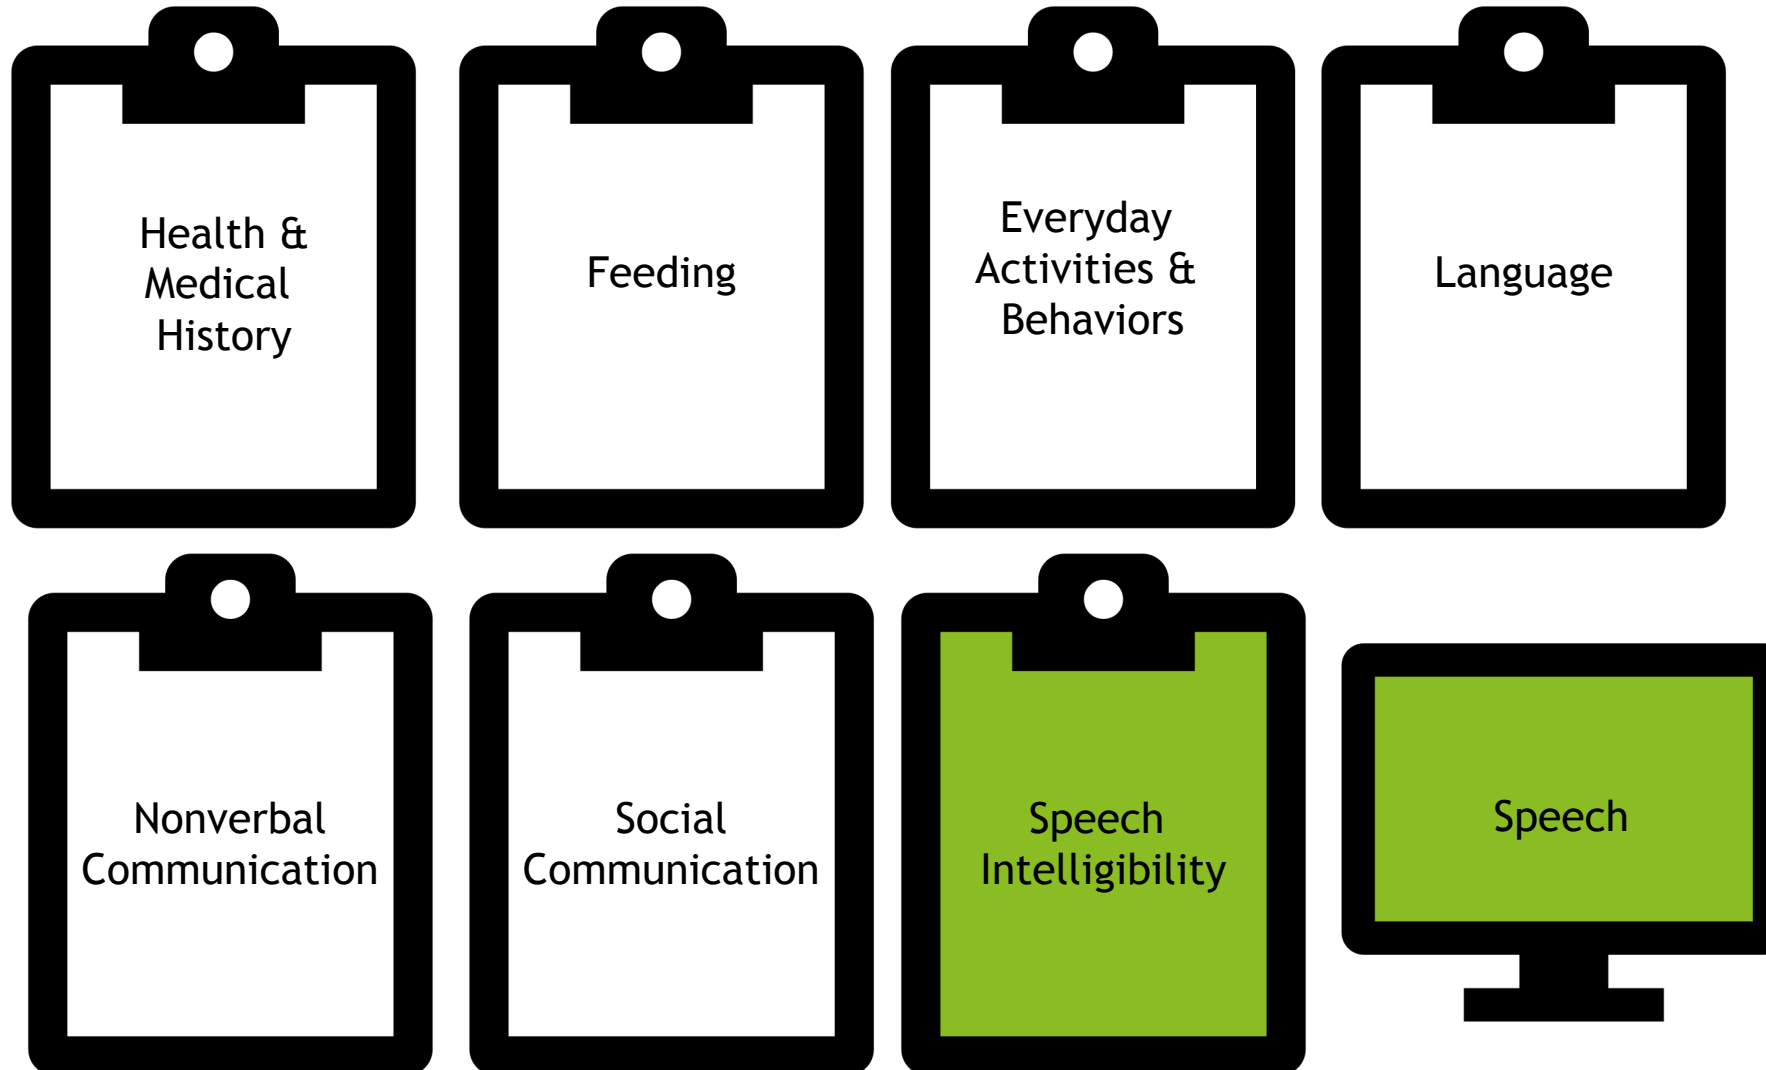 Health &
Medical
History
Feeding
Everyday
Activities &
Behaviors
Language
Nonverbal
Communication
Social
Communication
Speech
Intelligibility
Speech